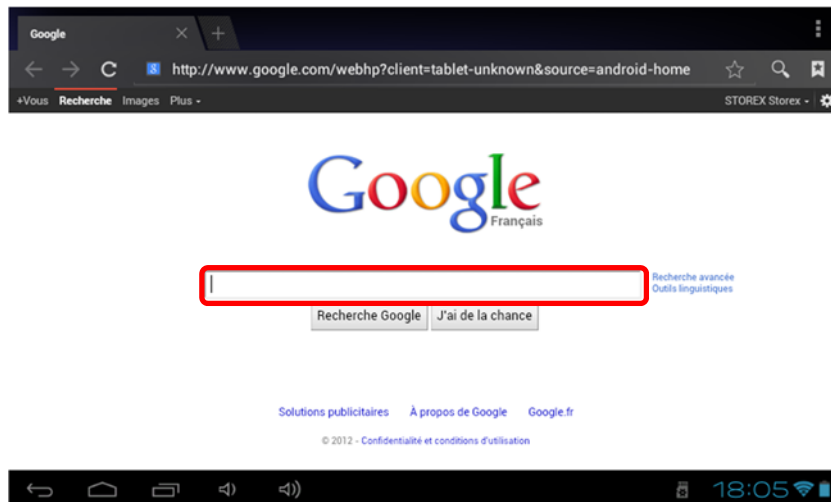 Google
http://www.google.com/webhp?client=tablet-unknown&source=android-home
+Vous Recherche Images Plus STOREX Storex
Google
Français
Recherche avancée
Outils linguistiques
Recherche Google J'ai de la chance
Solutions publicitaires À propos de Google Google.fr
© 2012 - Confidentialité et conditions d'utilisation
18:05